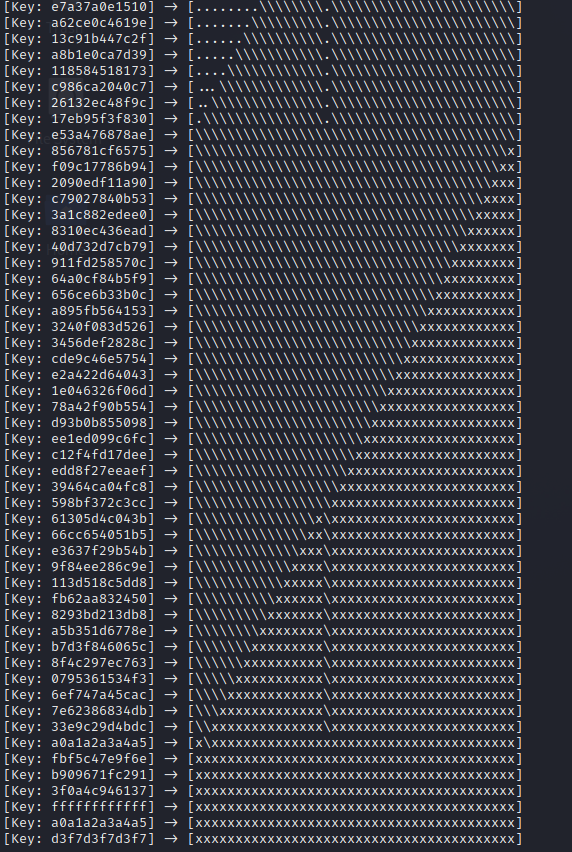 [Key: e7a37a0e1510] → [........\\\\\\\\.\\\\\\\\\\\\\\\\\\\\\\\]
[Key: a62ce0c4619e] → [.......\\\\\\\\\.\\\\\\\\\\\\\\\\\\\\\\\]
[Key: 13c91b447c2f] → [......\\\\\\\\\\.\\\\\\\\\\\\\\\\\\\\\\\]
[Key: a8b1e0ca7d39] → [.....\\\\\\\\\\\.\\\\\\\\\\\\\\\\\\\\\\\]
[Key: 118584518173] → [....\\\\\\\\\\\\.\\\\\\\\\\\\\\\\\\\\\\\]
[Key: c986ca2040c7] → [...\\\\\\\\\\\\\.\\\\\\\\\\\\\\\\\\\\\\\]
[Key: 26132ec48f9c] → [..\\\\\\\\\\\\\\.\\\\\\\\\\\\\\\\\\\\\\\]
[Key: 17eb95f3f830] → [.\\\\\\\\\\\\\\\.\\\\\\\\\\\\\\\\\\\\\\\]
[Key: e53a476878ae] → [\\\\\\\\\\\\\\\\\\\\\\\\\\\\\\\\\\\\\\\\]
[Key: 856781cf6575] → [\\\\\\\\\\\\\\\\\\\\\\\\\\\\\\\\\\\\\\\x]
[Key: f09c17786b94] → [\\\\\\\\\\\\\\\\\\\\\\\\\\\\\\\\\\\\\\xx]
[Key: 2090edf11a90] → [\\\\\\\\\\\\\\\\\\\\\\\\\\\\\\\\\\\\\xxx]
[Key: c79027840b53] → [\\\\\\\\\\\\\\\\\\\\\\\\\\\\\\\\\\\\xxxx]
[Key: 3a1c882edee0] → [\\\\\\\\\\\\\\\\\\\\\\\\\\\\\\\\\\\xxxxx]
[Key: 8310ec436ead] → [\\\\\\\\\\\\\\\\\\\\\\\\\\\\\\\\\\xxxxxx]
[Key: 40d732d7cb79] → [\\\\\\\\\\\\\\\\\\\\\\\\\\\\\\\\\xxxxxxx]
[Key: 911fd258570c] → [\\\\\\\\\\\\\\\\\\\\\\\\\\\\\\\\xxxxxxxx]
[Key: 64a0cf84b5f9] → [\\\\\\\\\\\\\\\\\\\\\\\\\\\\\\\xxxxxxxxx]
[Key: 656ce6b33b0c] → [\\\\\\\\\\\\\\\\\\\\\\\\\\\\\\xxxxxxxxxx]
[Key: a895fb564153] → [\\\\\\\\\\\\\\\\\\\\\\\\\\\\\xxxxxxxxxxx]
[Key: 3240f083d526] → [\\\\\\\\\\\\\\\\\\\\\\\\\\\\xxxxxxxxxxxx]
[Key: 3456def2828c] → [\\\\\\\\\\\\\\\\\\\\\\\\\\\xxxxxxxxxxxxx]
[Key: cde9c46e5754] → [\\\\\\\\\\\\\\\\\\\\\\\\\\xxxxxxxxxxxxxx]
[Key: e2a422d64043] → [\\\\\\\\\\\\\\\\\\\\\\\\\xxxxxxxxxxxxxxx]
[Key: 1e046326f06d] → [\\\\\\\\\\\\\\\\\\\\\\\\xxxxxxxxxxxxxxxx]
[Key: 78a42f90b554] → [\\\\\\\\\\\\\\\\\\\\\\\xxxxxxxxxxxxxxxxx]
[Key: d93b0b855098] → [\\\\\\\\\\\\\\\\\\\\\\xxxxxxxxxxxxxxxxxx]
[Key: ee1ed099c6fc] → [\\\\\\\\\\\\\\\\\\\\\xxxxxxxxxxxxxxxxxxx]
[Key: c12f4fd17dee] → [\\\\\\\\\\\\\\\\\\\\xxxxxxxxxxxxxxxxxxxx]
[Key: edd8f27eeaef] → [\\\\\\\\\\\\\\\\\\\xxxxxxxxxxxxxxxxxxxxx]
[Key: 39464ca04fc8] → [\\\\\\\\\\\\\\\\\\xxxxxxxxxxxxxxxxxxxxxx]
[Key: 598bf372c3cc] → [\\\\\\\\\\\\\\\\\xxxxxxxxxxxxxxxxxxxxxxx]
[Key: 61305d4c043b] → [\\\\\\\\\\\\\\\x\xxxxxxxxxxxxxxxxxxxxxxx]
[Key: 66cc654051b5] → [\\\\\\\\\\\\\\xx\xxxxxxxxxxxxxxxxxxxxxxx]
[Key: e3637f29b54b] → [\\\\\\\\\\\\\xxx\xxxxxxxxxxxxxxxxxxxxxxx]
[Key: 9f84ee286c9e] → [\\\\\\\\\\\\xxxx\xxxxxxxxxxxxxxxxxxxxxxx]
[Key: 113d518c5dd8] → [\\\\\\\\\\\xxxxx\xxxxxxxxxxxxxxxxxxxxxxx]
[Key: fb62aa832450] → [\\\\\\\\\\xxxxxx\xxxxxxxxxxxxxxxxxxxxxxx]
[Key: 8293bd213db8] → [\\\\\\\\\xxxxxxx\xxxxxxxxxxxxxxxxxxxxxxx]
[Key: a5b351d6778e] → [\\\\\\\\xxxxxxxx\xxxxxxxxxxxxxxxxxxxxxxx]
[Key: b7d3f846065c] → [\\\\\\\xxxxxxxxx\xxxxxxxxxxxxxxxxxxxxxxx]
[Key: 8f4c297ec763] → [\\\\\\xxxxxxxxxx\xxxxxxxxxxxxxxxxxxxxxxx]
[Key: 0795361534f3] → [\\\\\xxxxxxxxxxx\xxxxxxxxxxxxxxxxxxxxxxx]
[Key: 6ef747a45cac] → [\\\\xxxxxxxxxxxx\xxxxxxxxxxxxxxxxxxxxxxx]
[Key: 7e62386834db] → [\\\xxxxxxxxxxxxx\xxxxxxxxxxxxxxxxxxxxxxx]
[Key: 33e9c29d4bdc] → [\\xxxxxxxxxxxxxx\xxxxxxxxxxxxxxxxxxxxxxx]
[Key: a0a1a2a3a4a5] → [x\xxxxxxxxxxxxxxxxxxxxxxxxxxxxxxxxxxxxxx]
[Key: fbf5c47e9f6e] → [xxxxxxxxxxxxxxxxxxxxxxxxxxxxxxxxxxxxxxxx]
[Key: b909671fc291] → [xxxxxxxxxxxxxxxxxxxxxxxxxxxxxxxxxxxxxxxx]
[Key: 3f0a4c946137] → [xxxxxxxxxxxxxxxxxxxxxxxxxxxxxxxxxxxxxxxx]
[Key: ffffffffffff] → [xxxxxxxxxxxxxxxxxxxxxxxxxxxxxxxxxxxxxxxx]
[Key: a0a1a2a3a4a5] → [xxxxxxxxxxxxxxxxxxxxxxxxxxxxxxxxxxxxxxxx]
[Key: d3f7d3f7d3f7] → [xxxxxxxxxxxxxxxxxxxxxxxxxxxxxxxxxxxxxxxx]